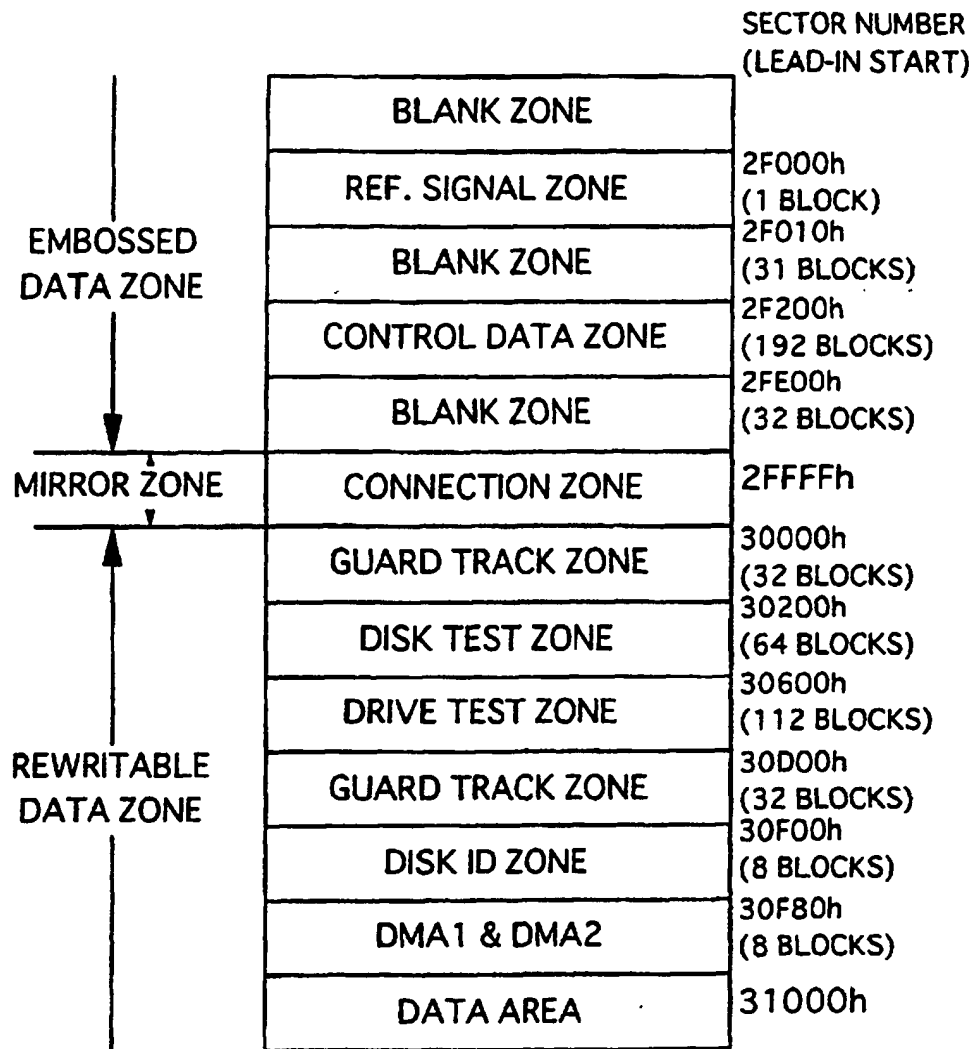 SECTOR NUMBER
(LEAD-IN START)
BLANK ZONE
REF. SIGNAL ZONE
2F000h
(1 BLOCK)
EMBOSSED
DATA ZONE
BLANK ZONE
2F010h
(31 BLOCKS)
CONTROL DATA ZONE
2F200h
(192 BLOCKS)
BLANK ZONE
2FE00h
(32 BLOCKS)
MIRROR ZONE
CONNECTION ZONE
2FFFFh
GUARD TRACK ZONE
30000h
(32 BLOCKS)
DISK TEST ZONE
30200h
(64 BLOCKS)
DRIVE TEST ZONE
30600h
(112 BLOCKS)
REWRITABLE
DATA ZONE
GUARD TRACK ZONE
30D00h
(32 BLOCKS)
DISK ID ZONE
30F00h
(8 BLOCKS)
DMA1 & DMA2
30F80h
(8 BLOCKS)
DATA AREA
31000h